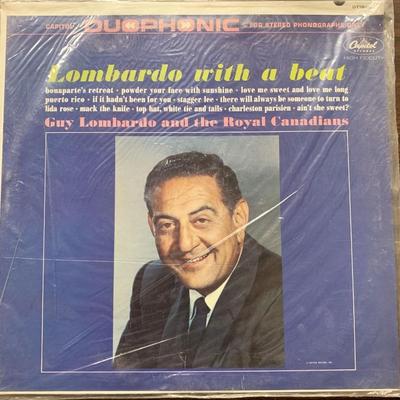 CAPITOL DUOPHONIC FOR STEREO PHONOGRAPHS ONLY
Capitol
RECORDS
HIGH FIDELITY
Lombardo with a beat
bonaparte's retreat • powder your face with sunshine • love me sweet and love me long
puerto rico • if it hadn't been for you • stagger lee • there will always be someone to turn to
lida rose • mack the knife • top hat, white tie and tails • charleston parisien • ain't she sweet?
Guy Lombardo and the Royal Canadians